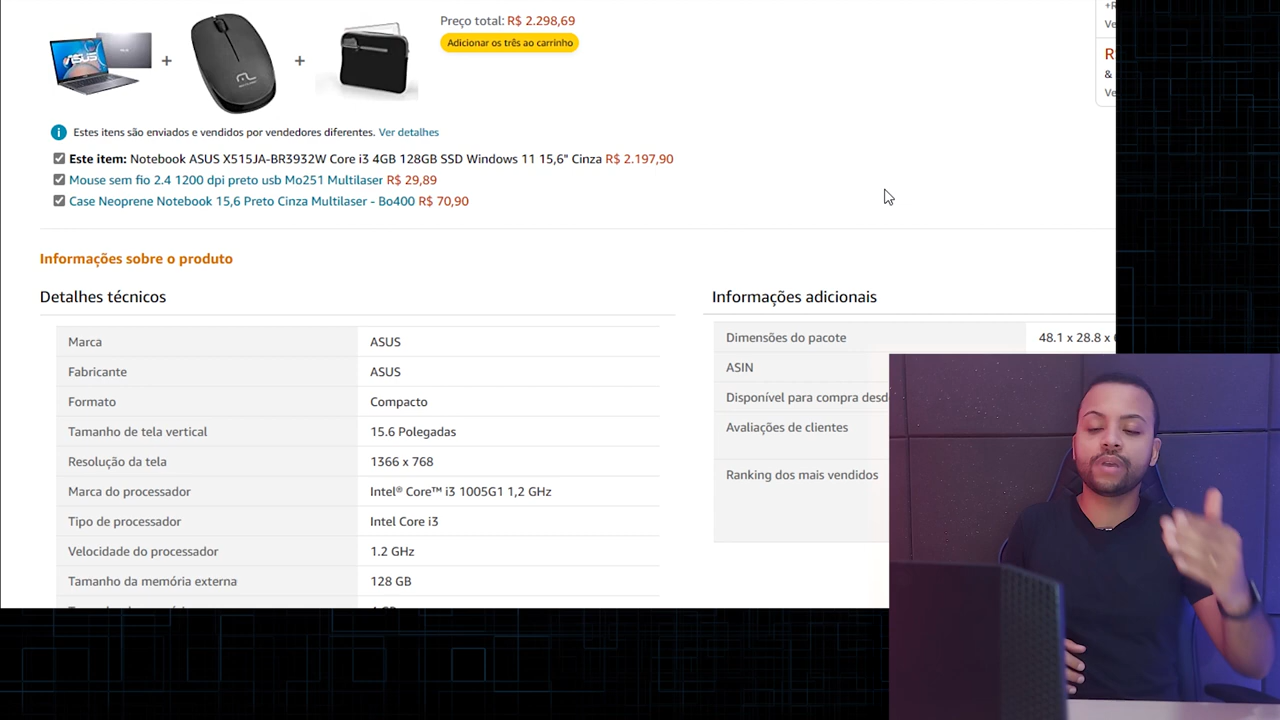 Preço total: R$ 2.298,69
Adicionar os três ao carrinho
ASUS
Estes itens são enviados e vendidos por vendedores diferentes. Ver detalhes
Este item: Notebook ASUS X515JA-BR3932W Core i3 4GB 128GB SSD Windows 11 15,6" Cinza R$ 2.197,90
Mouse sem fio 2.4 1200 dpi preto usb Mo251 Multilaser R$ 29,89
Case Neoprene Notebook 15,6 Preto Cinza Multilaser - Bo400 R$ 70,90
Informações sobre o produto
Detalhes técnicos
Marca ASUS
Fabricante ASUS
Formato Compacto
Tamanho de tela vertical 15.6 Polegadas
Resolução da tela 1366 x 768
Marca do processador Intel® Core™ i3 1005G1 1,2 GHz
Tipo de processador Intel Core i3
Velocidade do processador 1.2 GHz
Tamanho da memória externa 128 GB
Informações adicionais
Dimensões do pacote 48.1 x 28.8 x
ASIN
Disponível para compra desd
Avaliações de clientes
Ranking dos mais vendidos